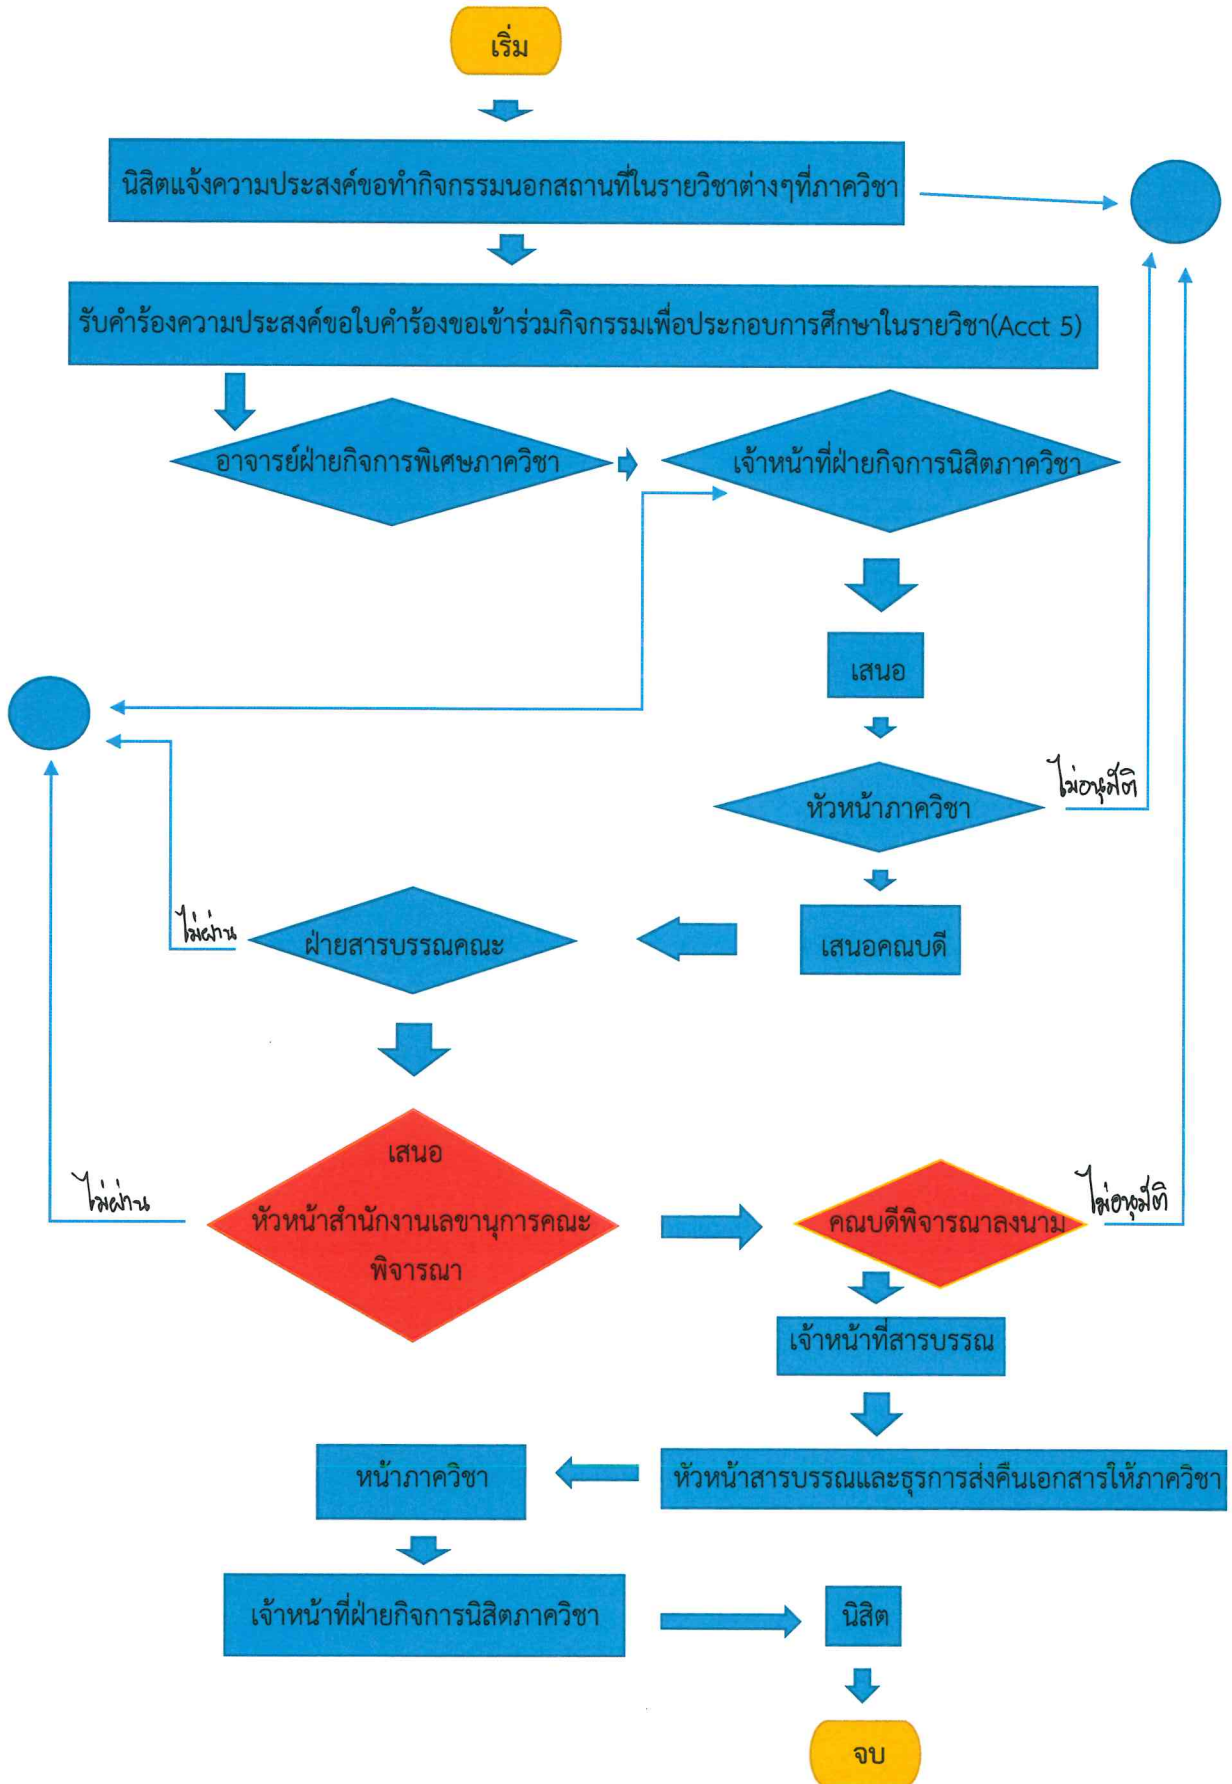 เริ่ม
นิสิตแจ้งความประสงค์ขอทำกิจกรรมนอกสถานที่ในรายวิชาต่างๆที่ภาควิชา
รับคำร้องความประสงค์ขอใบคำร้องขอเข้าร่วมกิจกรรมเพื่อประกอบการศึกษาในรายวิชา(Acct 5)
อาจารย์ฝ่ายกิจการพิเศษภาควิชา
เจ้าหน้าที่ฝ่ายกิจการนิสิตภาควิชา
เสนอ
หัวหน้าภาควิชา
ไม่อนุมัติ
เสนอคณบดี
ฝ่ายสารบรรณคณะ
ไม่ผ่าน
เสนอ
หัวหน้าสำนักงานเลขานุการคณะ
พิจารณา
ไม่ผ่าน
คณบดีพิจารณาลงนาม
ไม่อนุมัติ
เจ้าหน้าที่สารบรรณ
หัวหน้าสารบรรณและธุรการส่งคืนเอกสารให้ภาควิชา
หน้าภาควิชา
เจ้าหน้าที่ฝ่ายกิจการนิสิตภาควิชา
นิสิต
จบ